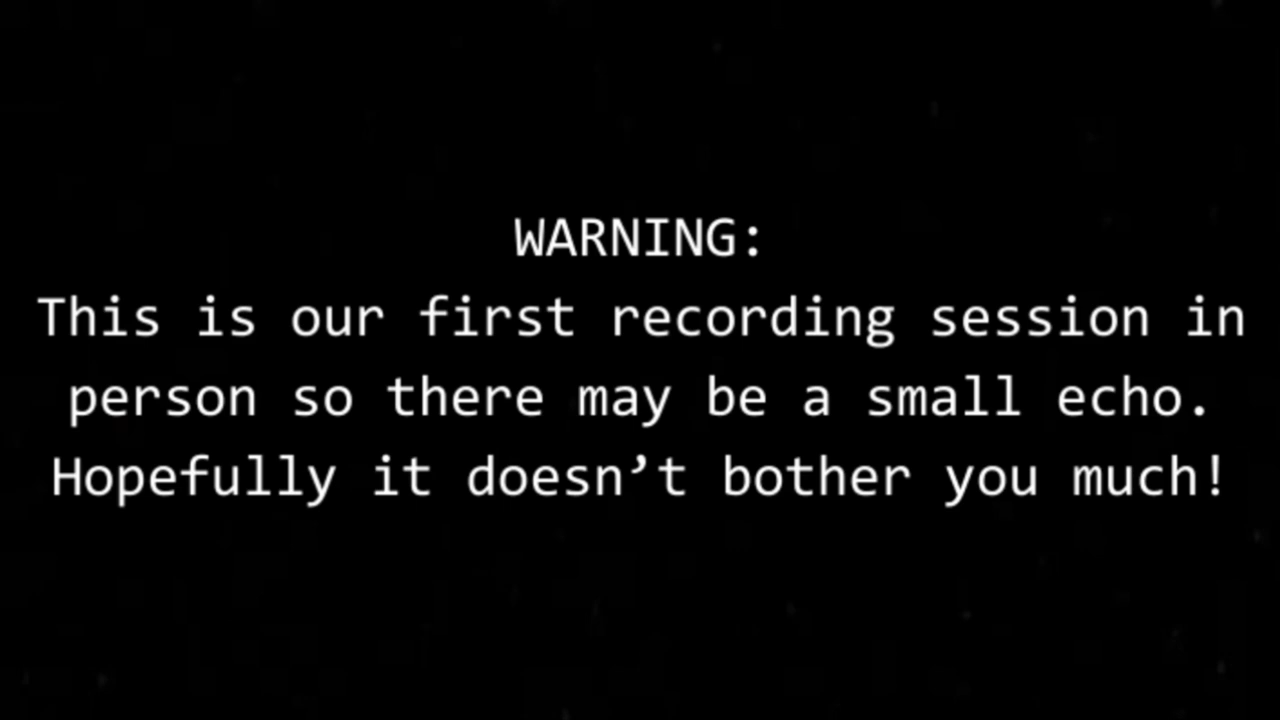 WARNING:
This is our first recording session in
person so there may be a small echo.
Hopefully it doesn’t bother you much!